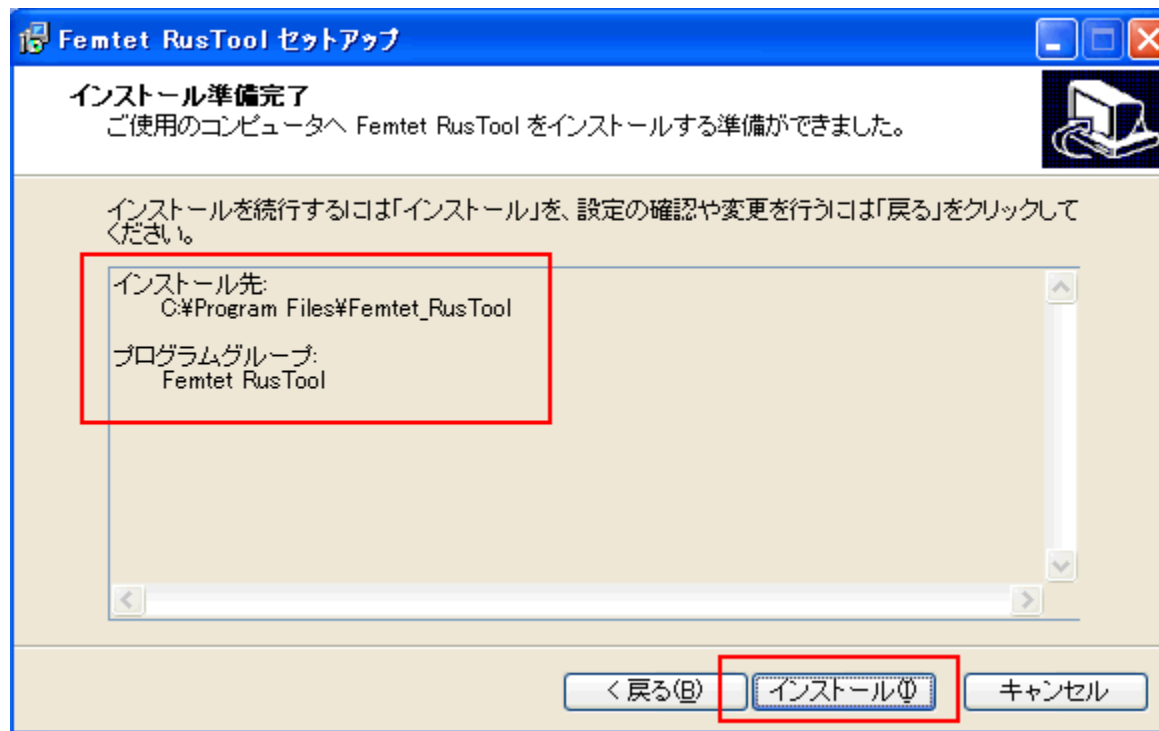 Femtet RusTool セットアップ
インストール準備完了
ご使用のコンピュータへ Femtet RusTool をインストールする準備ができました。
インストールを続行するには「インストール」を、設定の確認や変更を行うには「戻る」をクリックして
ください。
インストール先:
C:¥Program Files¥Femtet_RusTool
プログラムグループ:
Femtet RusTool
< 戻る(B)
インストール(I)
キャンセル